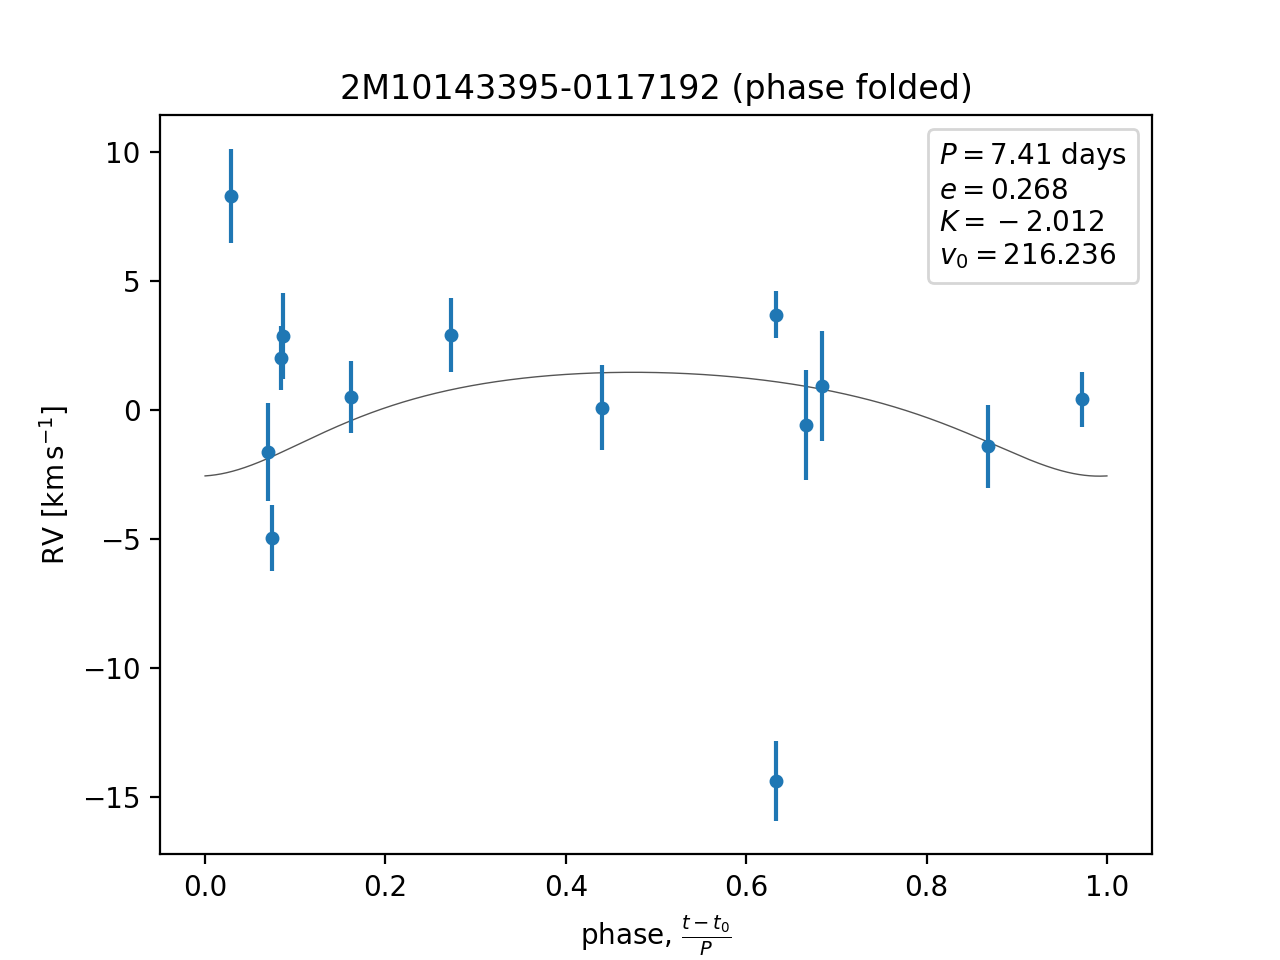 2M10143395-0117192 (phase folded)
P = 7.41 days
e = 0.268
K = −2.012
v₀ = 216.236
10
5
0
−5
−10
−15
RV [km s⁻¹]
0.0 0.2 0.4 0.6 0.8 1.0
phase, (t − t₀)/P